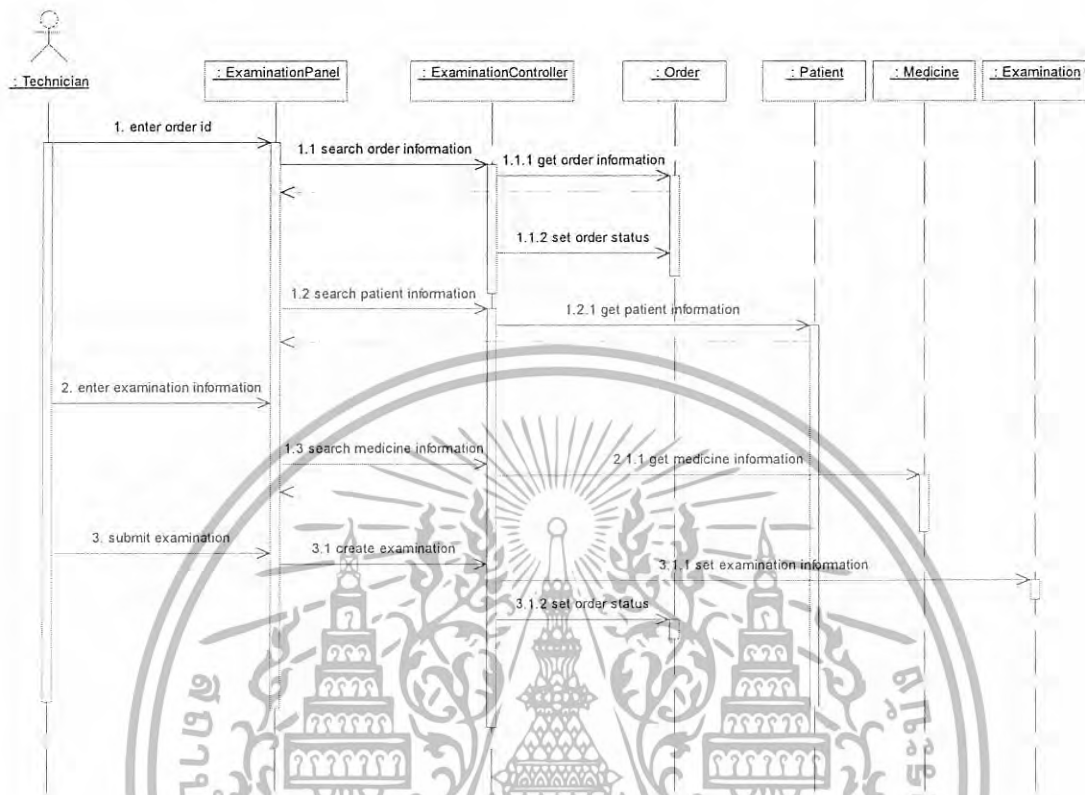 : Technician
: ExaminationPanel
: ExaminationController
: Order
: Patient
: Medicine
: Examination
1. enter order id
1.1 search order information
1.1.1 get order information
1.1.2 set order status
1.2 search patient information
1.2.1 get patient information
2. enter examination information
1.3 search medicine information
2.1.1 get medicine information
3. submit examination
3.1 create examination
3.1.1 set examination information
3.1.2 set order status